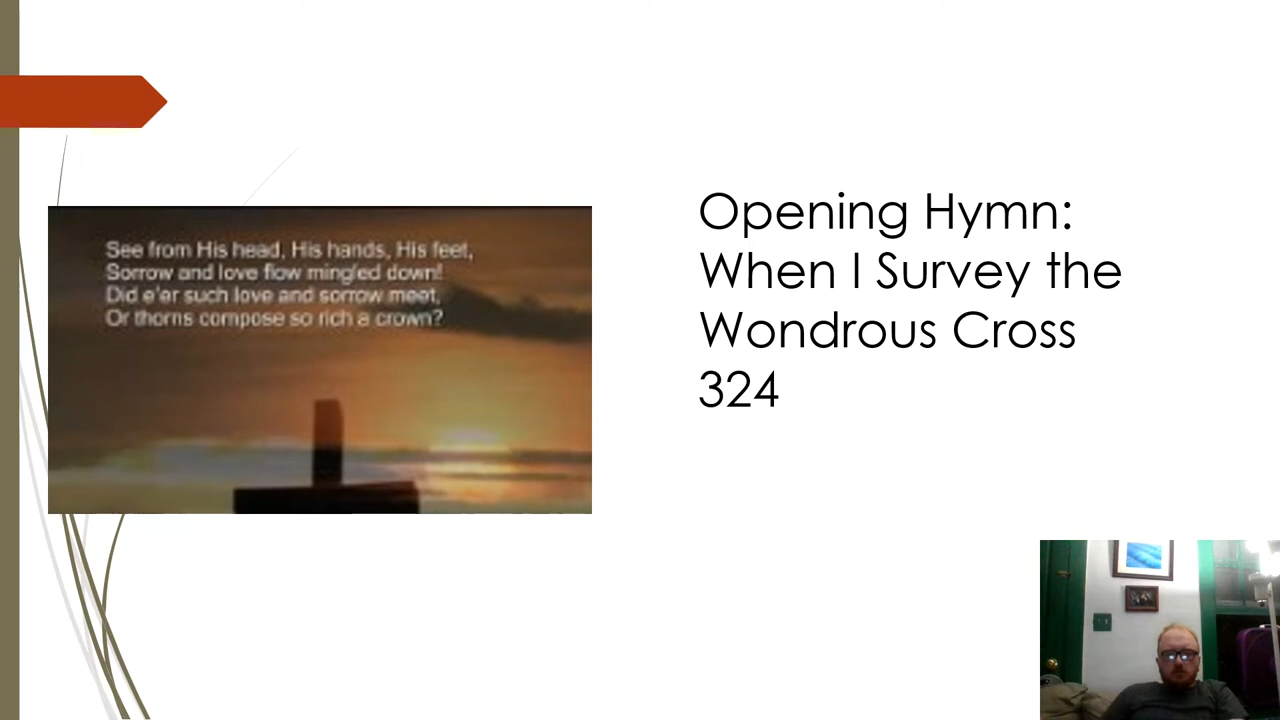 See from His head, His hands, His feet,
Sorrow and love flow mingled down!
Did e'er such love and sorrow meet,
Or thorns compose so rich a crown?
Opening Hymn:
When I Survey the
Wondrous Cross
324